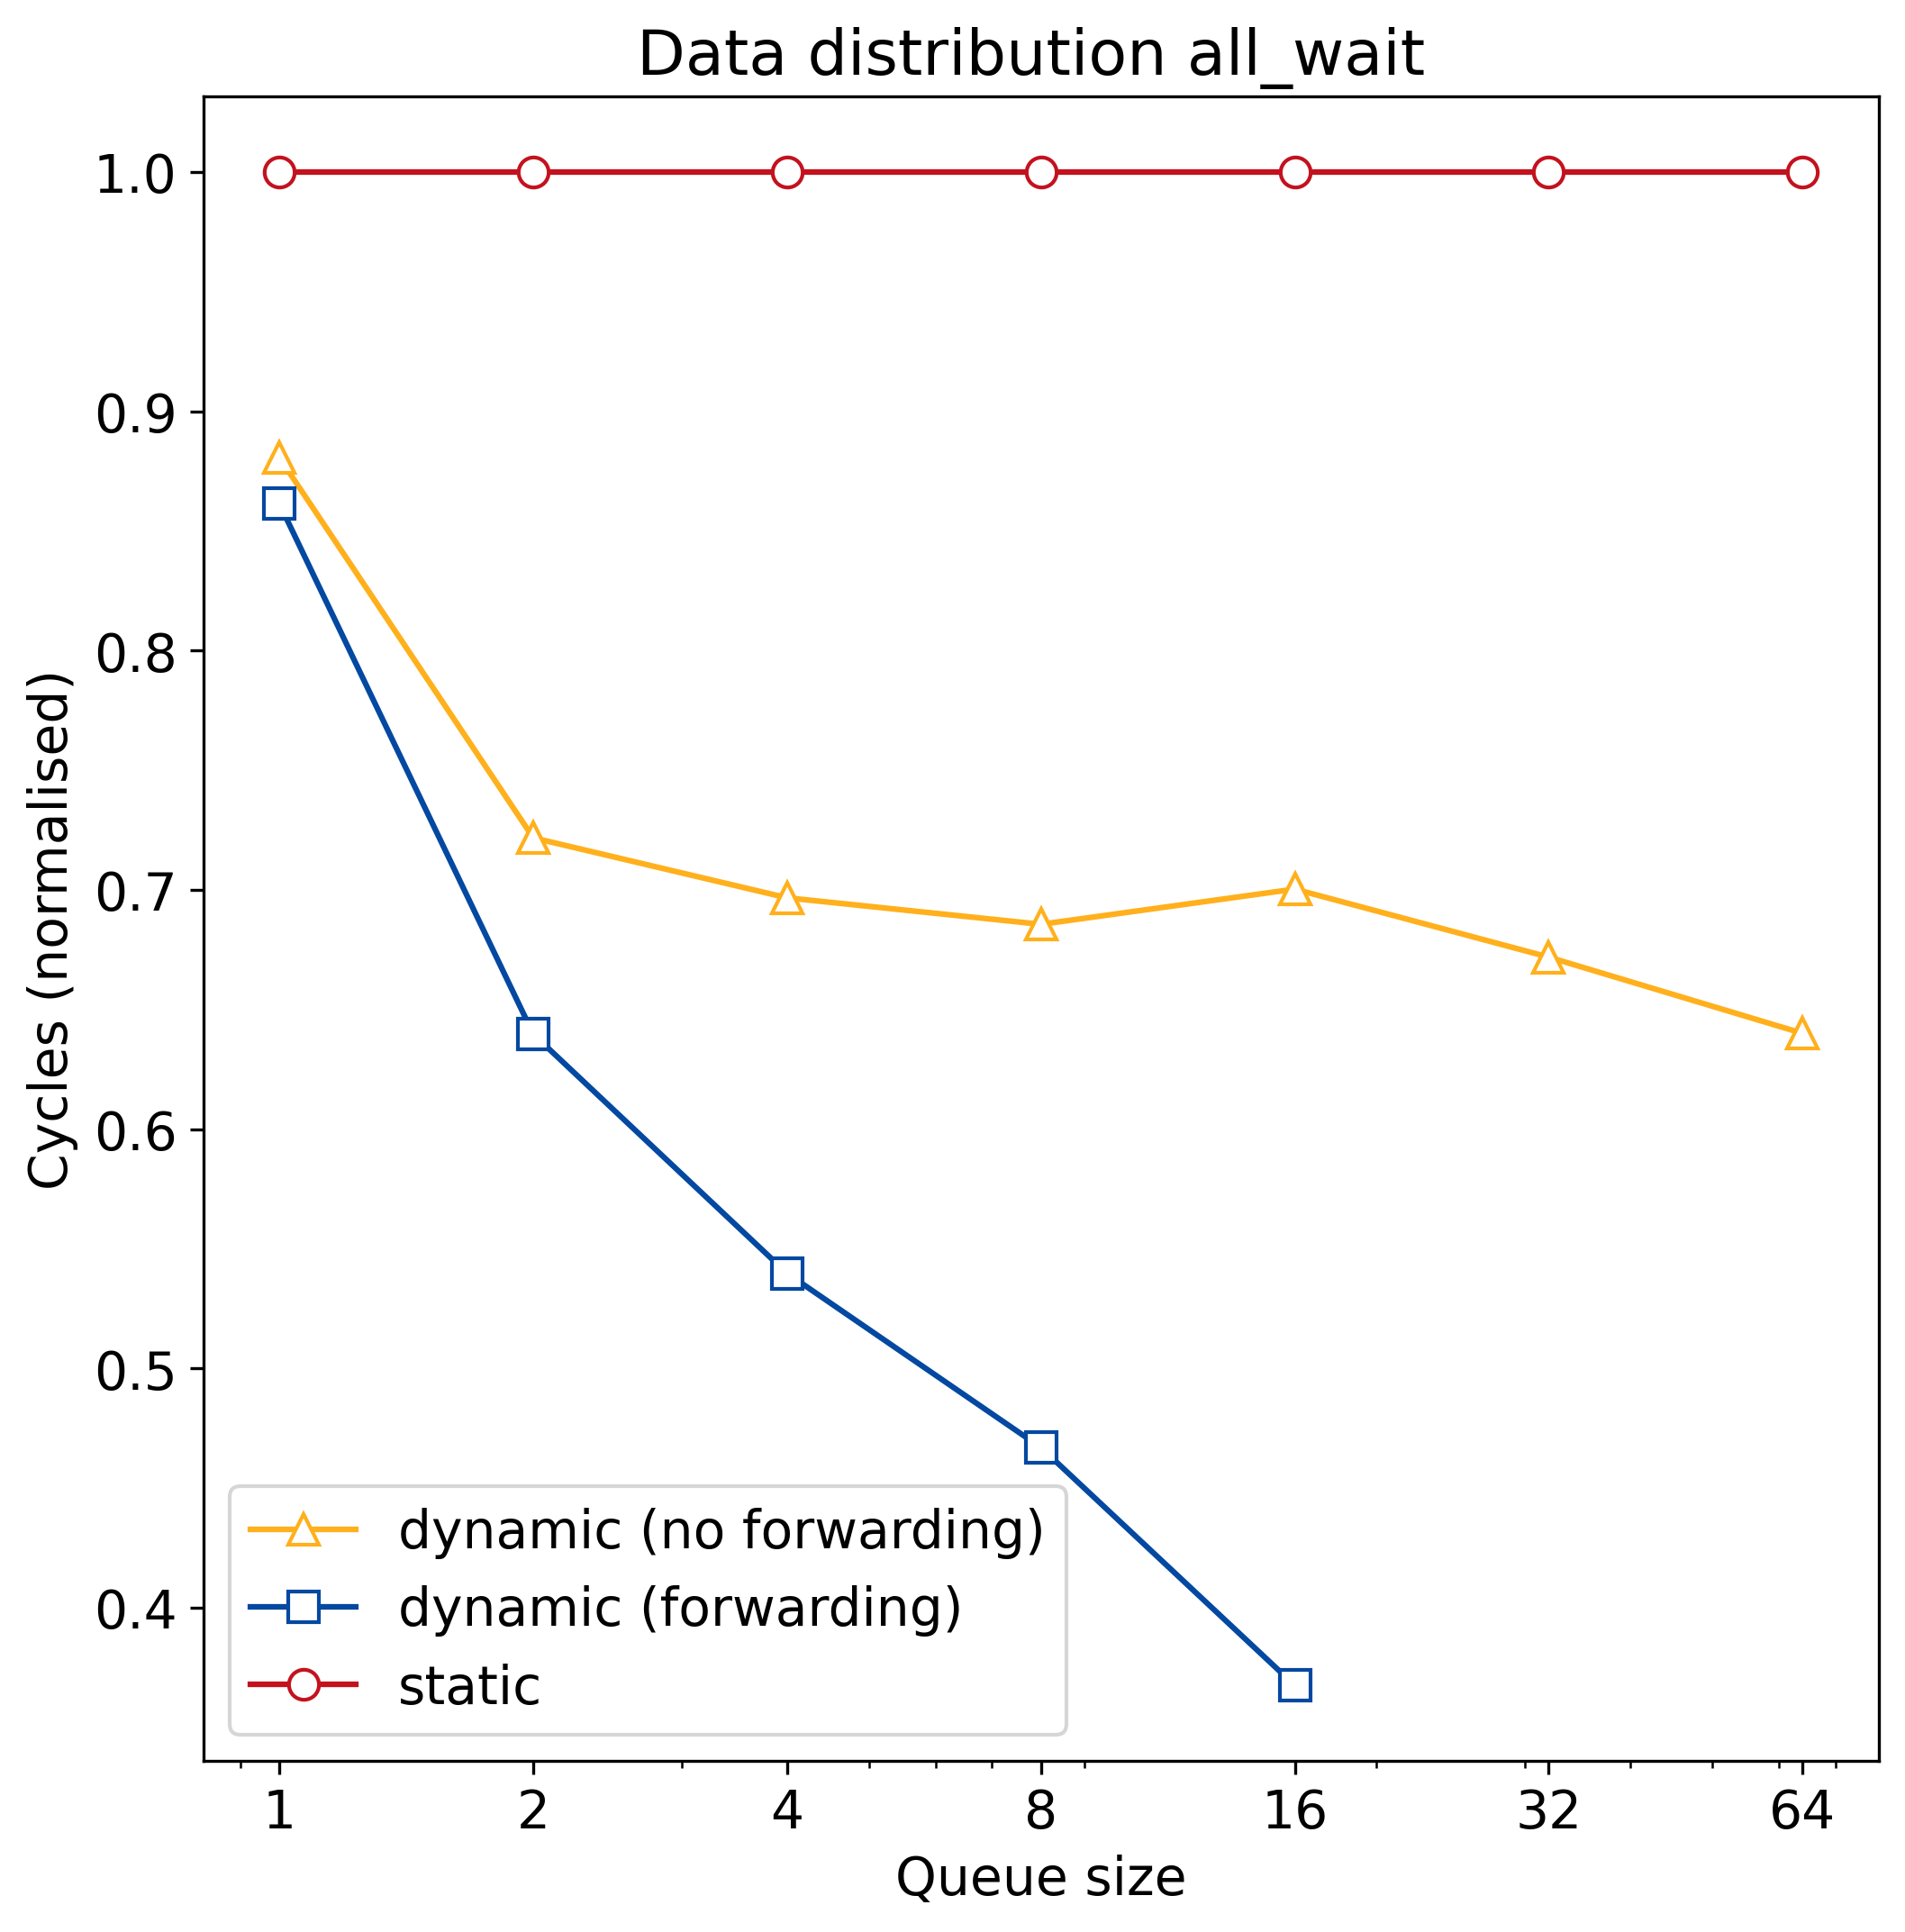 Data distribution all_wait
Cycles (normalised)
1.0
0.9
0.8
0.7
0.6
0.5
0.4
dynamic (no forwarding)
dynamic (forwarding)
static
1 2 4 8 16 32 64
Queue size